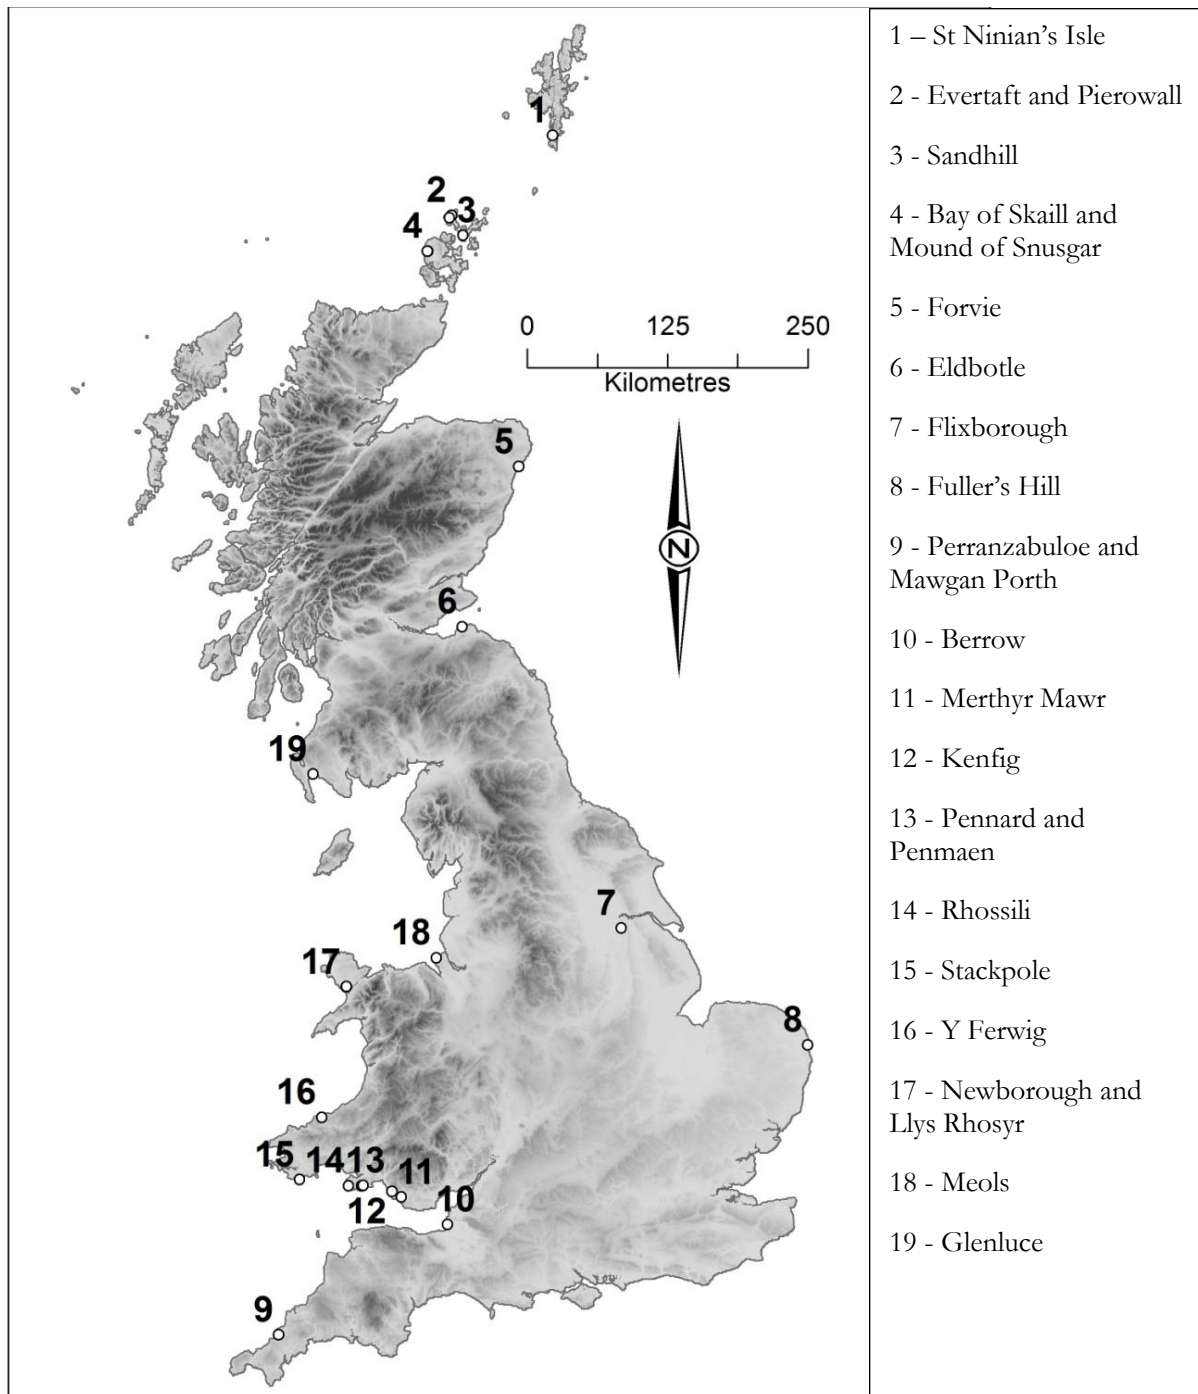 1
2
3
4
0 125 250
Kilometres
5
N
6
19
7
18
17
8
16
15 14 13
11
12
10
9
1 – St Ninian’s Isle
2 - Evertaft and Pierowall
3 - Sandhill
4 - Bay of Skaill and
Mound of Snusgar
5 - Forvie
6 - Eldbotle
7 - Flixborough
8 - Fuller’s Hill
9 - Perranzabuloe and
Mawgan Porth
10 - Berrow
11 - Merthyr Mawr
12 - Kenfig
13 - Pennard and
Penmaen
14 - Rhossili
15 - Stackpole
16 - Y Ferwig
17 - Newborough and
Llys Rhosyr
18 - Meols
19 - Glenluce